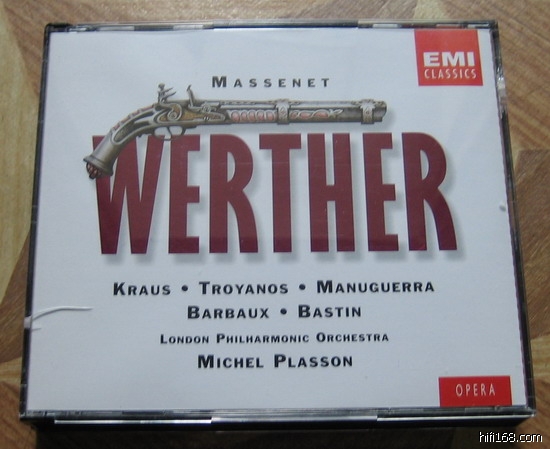 EMI
CLASSICS
MASSENET
WERTHER
KRAUS • TROYANOS • MANUGUERRA
BARBAUX • BASTIN
LONDON PHILHARMONIC ORCHESTRA
MICHEL PLASSON
OPERA
hifi168.com